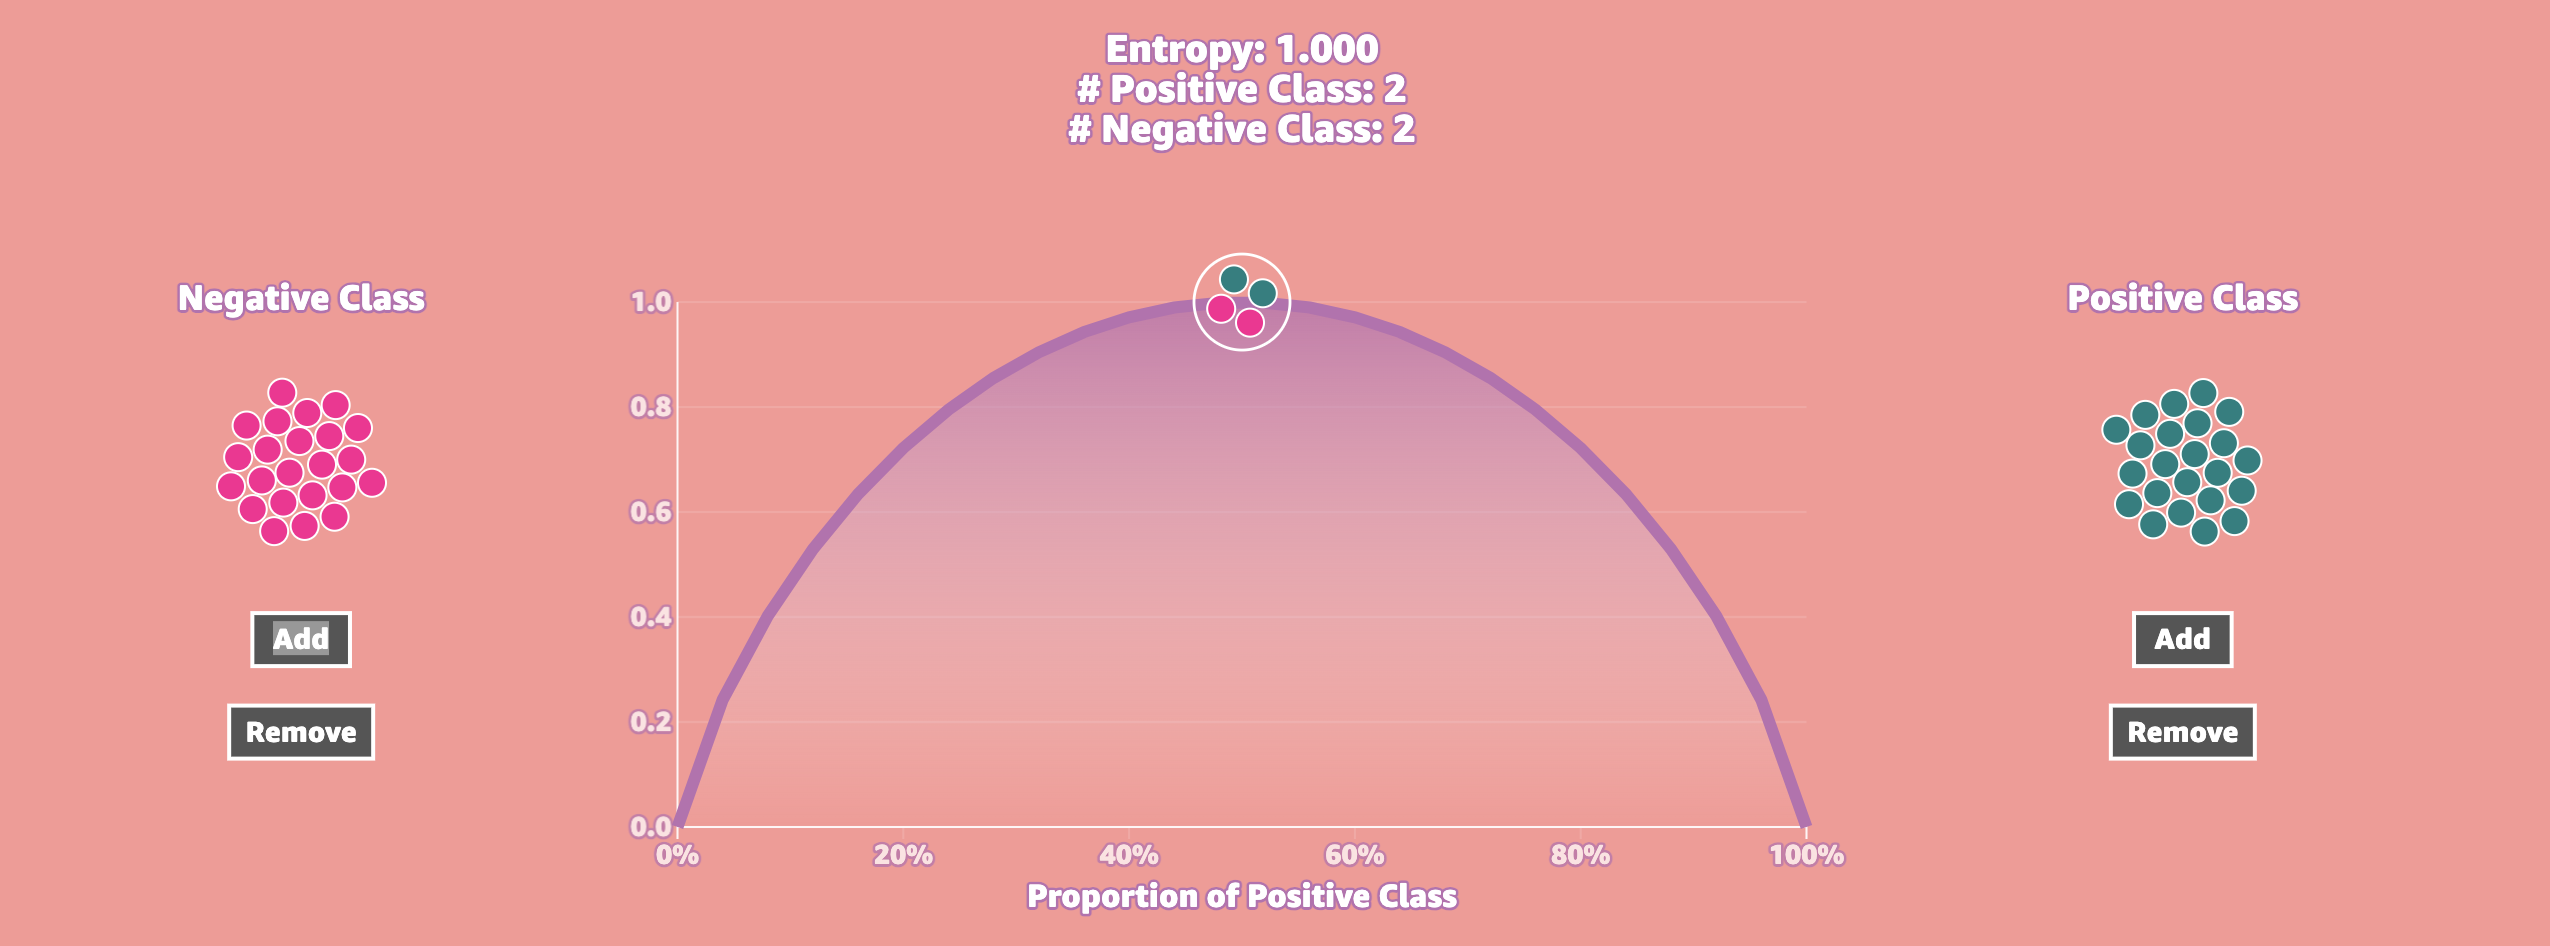 Entropy: 1.000
# Positive Class: 2
# Negative Class: 2
Negative Class
Add
Remove
1.0
0.8
0.6
0.4
0.2
0.0
0%
20%
40%
60%
80%
100%
Proportion of Positive Class
Positive Class
Add
Remove